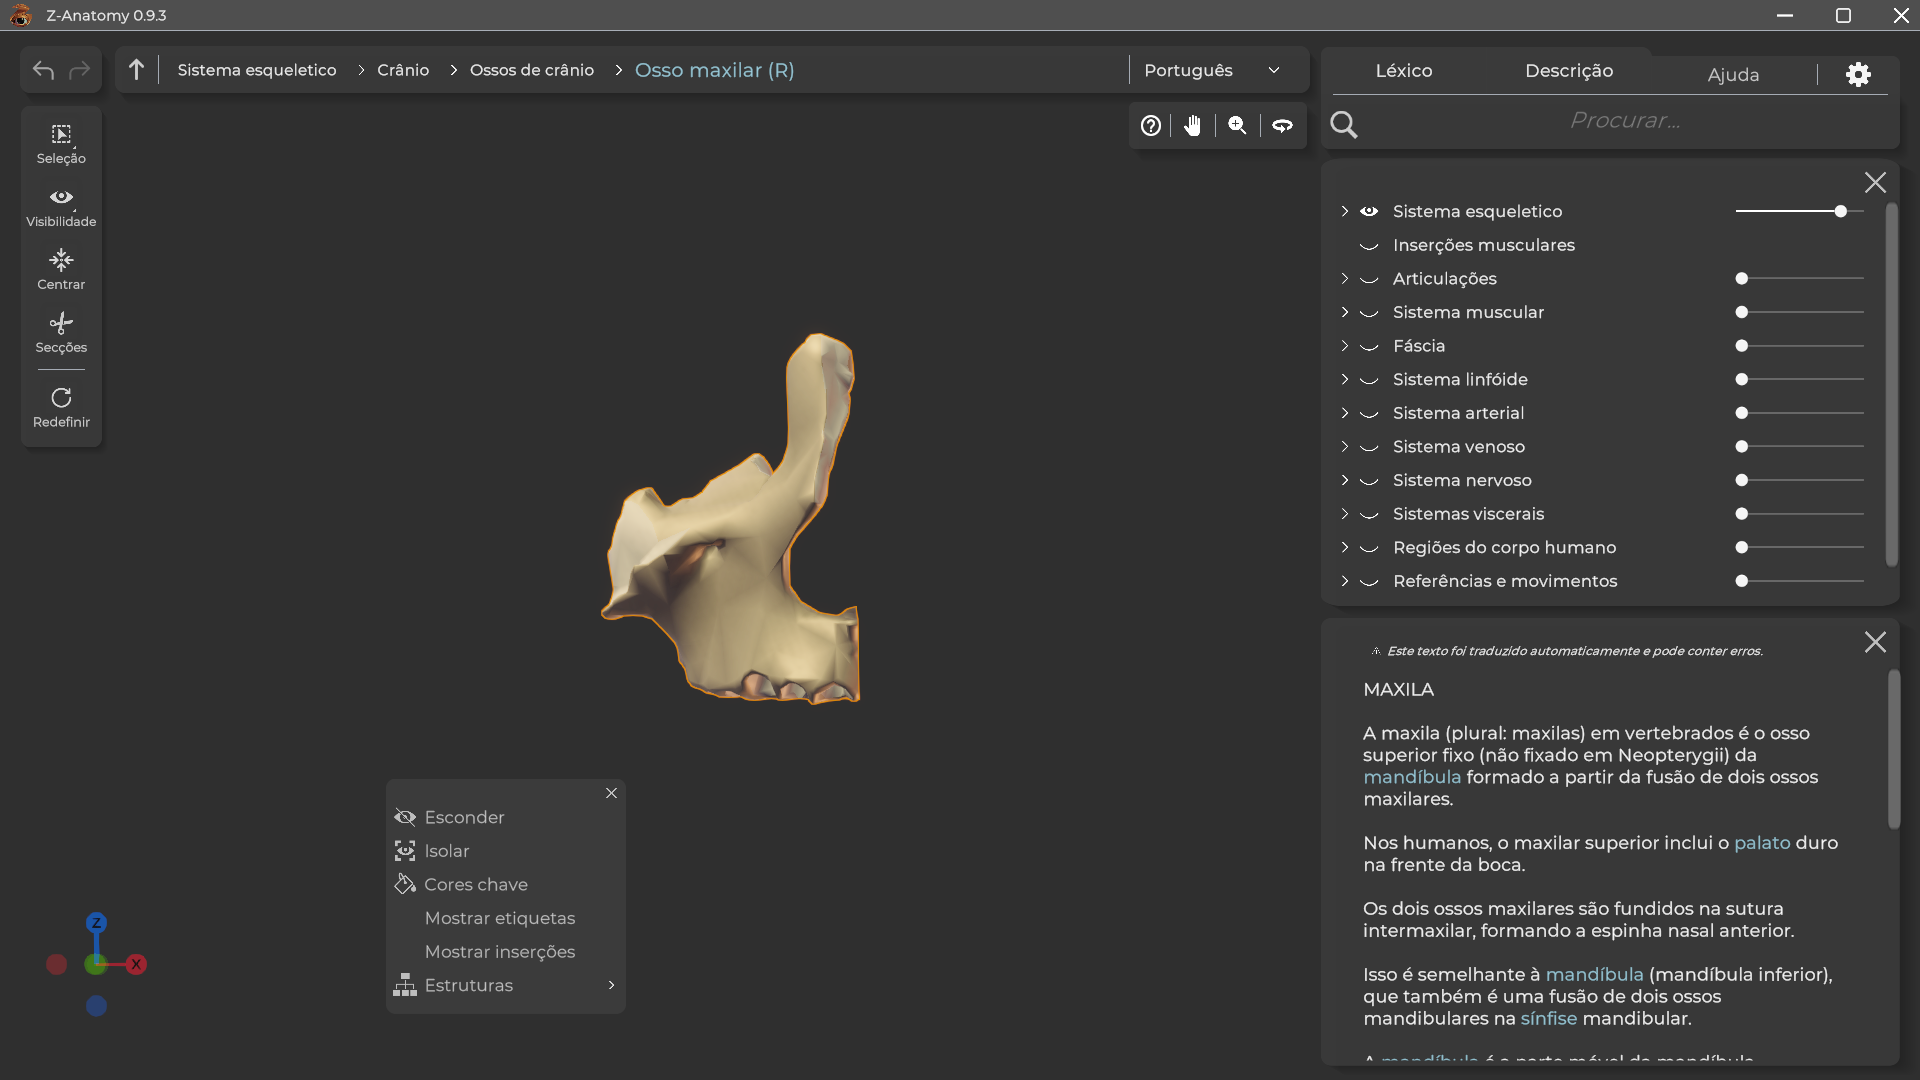 Z-Anatomy 0.9.3
Sistema esqueletico > Crânio > Ossos de crânio > Osso maxilar (R)
Português
Léxico
Descrição
Ajuda
Procurar...
Seleção
Visibilidade
Centrar
Secções
Redefinir
Sistema esqueletico
Inserções musculares
Articulações
Sistema muscular
Fáscia
Sistema linfóide
Sistema arterial
Sistema venoso
Sistema nervoso
Sistemas viscerais
Regiões do corpo humano
Referências e movimentos
Este texto foi traduzido automaticamente e pode conter erros.
MAXILA
A maxila (plural: maxilas) em vertebrados é o osso
superior fixo (não fixado em Neopterygii) da
mandíbula formado a partir da fusão de dois ossos
maxilares.
Nos humanos, o maxilar superior inclui o palato duro
na frente da boca.
Os dois ossos maxilares são fundidos na sutura
intermaxilar, formando a espinha nasal anterior.
Isso é semelhante à mandíbula (mandíbula inferior),
que também é uma fusão de dois ossos
mandibulares na sínfise mandibular.
A mandíbula é a parte móvel da mandíbula
Esconder
Isolar
Cores chave
Mostrar etiquetas
Mostrar inserções
Estruturas
Z
X